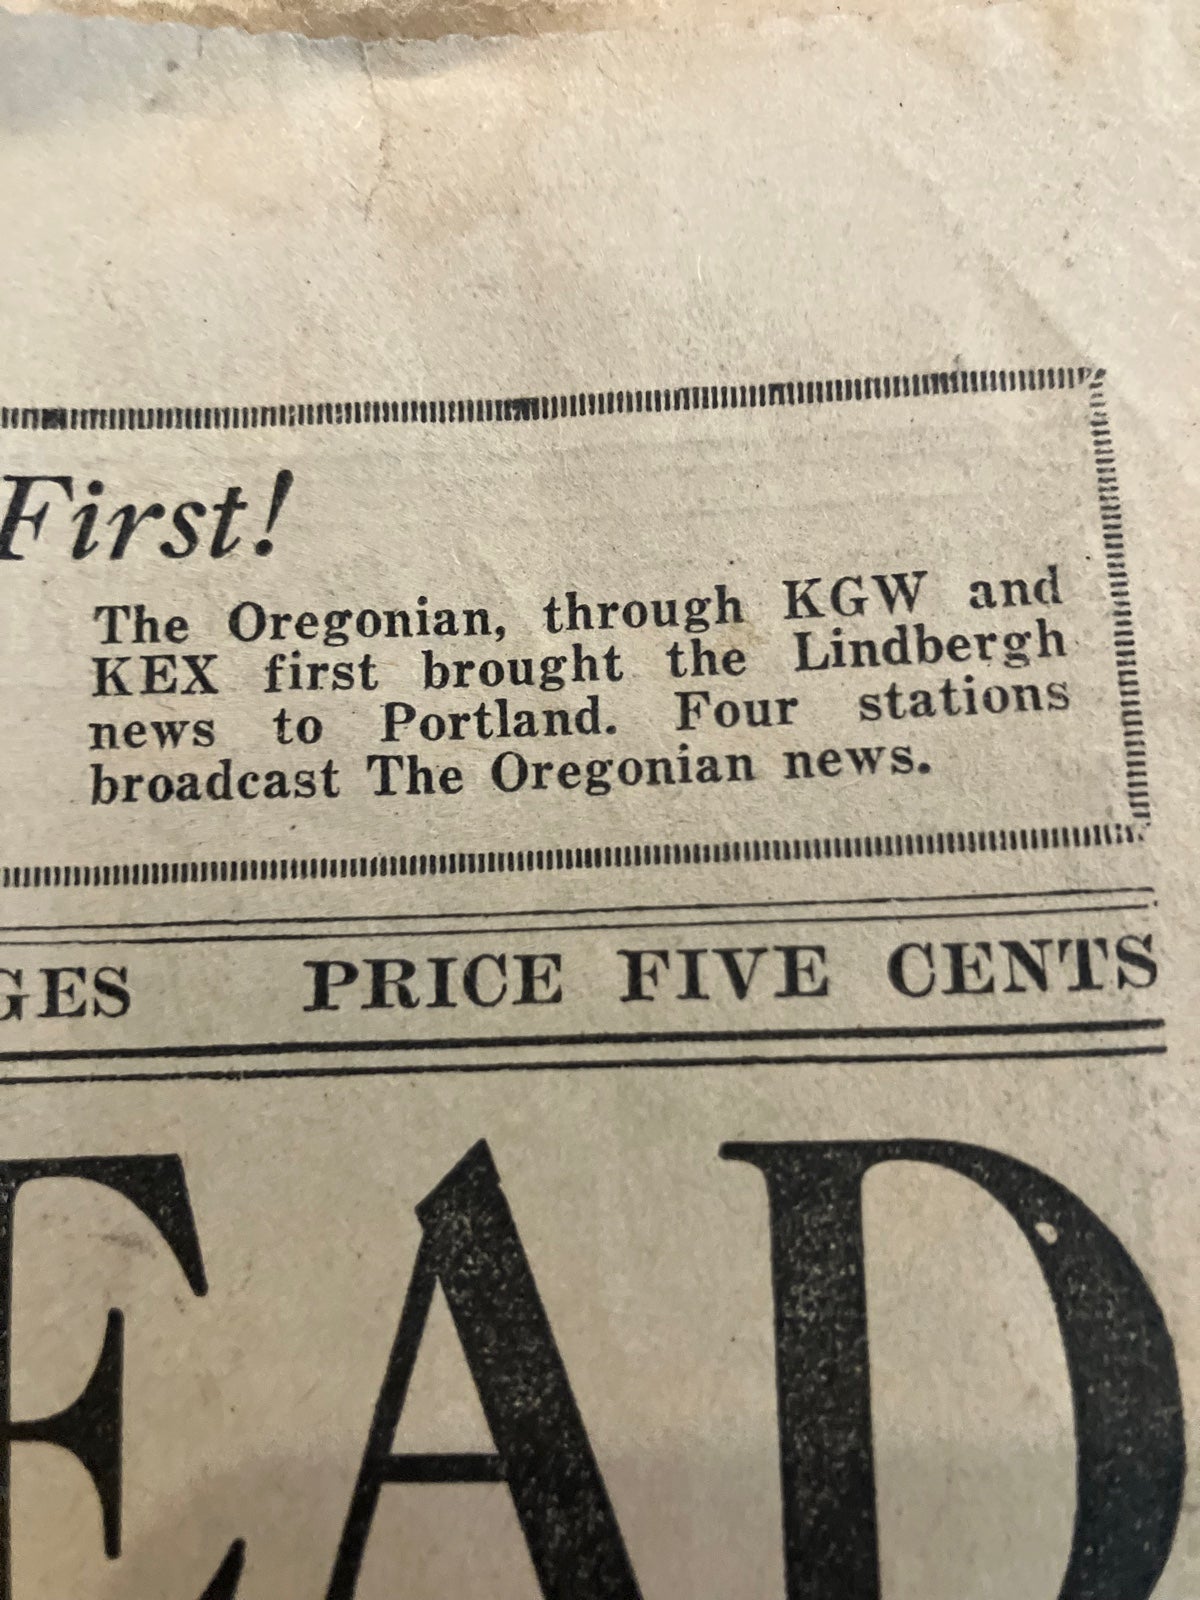 First!
The Oregonian, through KGW and
KEX first brought the Lindbergh
news to Portland. Four stations
broadcast The Oregonian news.
GES PRICE FIVE CENTS
EAD